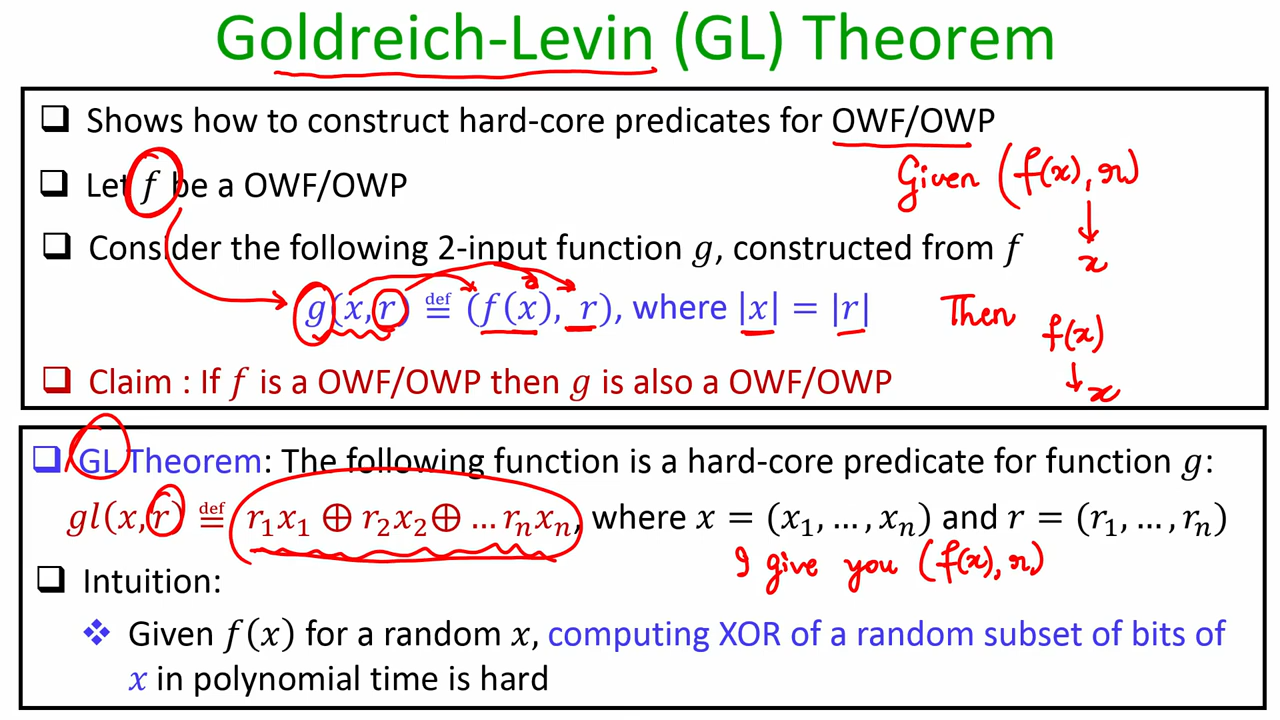 Goldreich-Levin (GL) Theorem
❑ Shows how to construct hard-core predicates for OWF/OWP
❑ Let f be a OWF/OWP
Given (f(x), r)
↓
x
❑ Consider the following 2-input function g, constructed from f
g(x, r) ≝ (f(x), r), where |x| = |r|
Then
f(x)
↓
x
❑ Claim : If f is a OWF/OWP then g is also a OWF/OWP
❑ GL Theorem: The following function is a hard-core predicate for function g:
gl(x, r) ≝ r₁x₁ ⊕ r₂x₂ ⊕ … rₙxₙ, where x = (x₁, … , xₙ) and r = (r₁, … , rₙ)
I give you (f(x), r)
❑ Intuition:
❖ Given f(x) for a random x, computing XOR of a random subset of bits of
x in polynomial time is hard